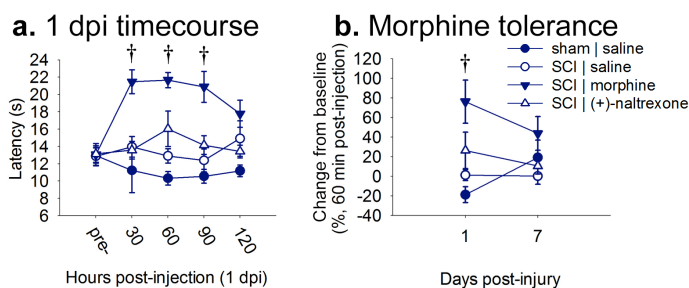 a. 1 dpi timecourse
†
†
†
Latency (s)
24
22
20
18
16
14
12
10
8
6
pre-
30
60
90
120
Hours post-injection (1 dpi)
b. Morphine tolerance
†
sham | saline
SCI | saline
SCI | morphine
SCI | (+)-naltrexone
Change from baseline
(%, 60 min post-injection)
120
100
80
60
40
20
0
-20
-40
1
7
Days post-injury